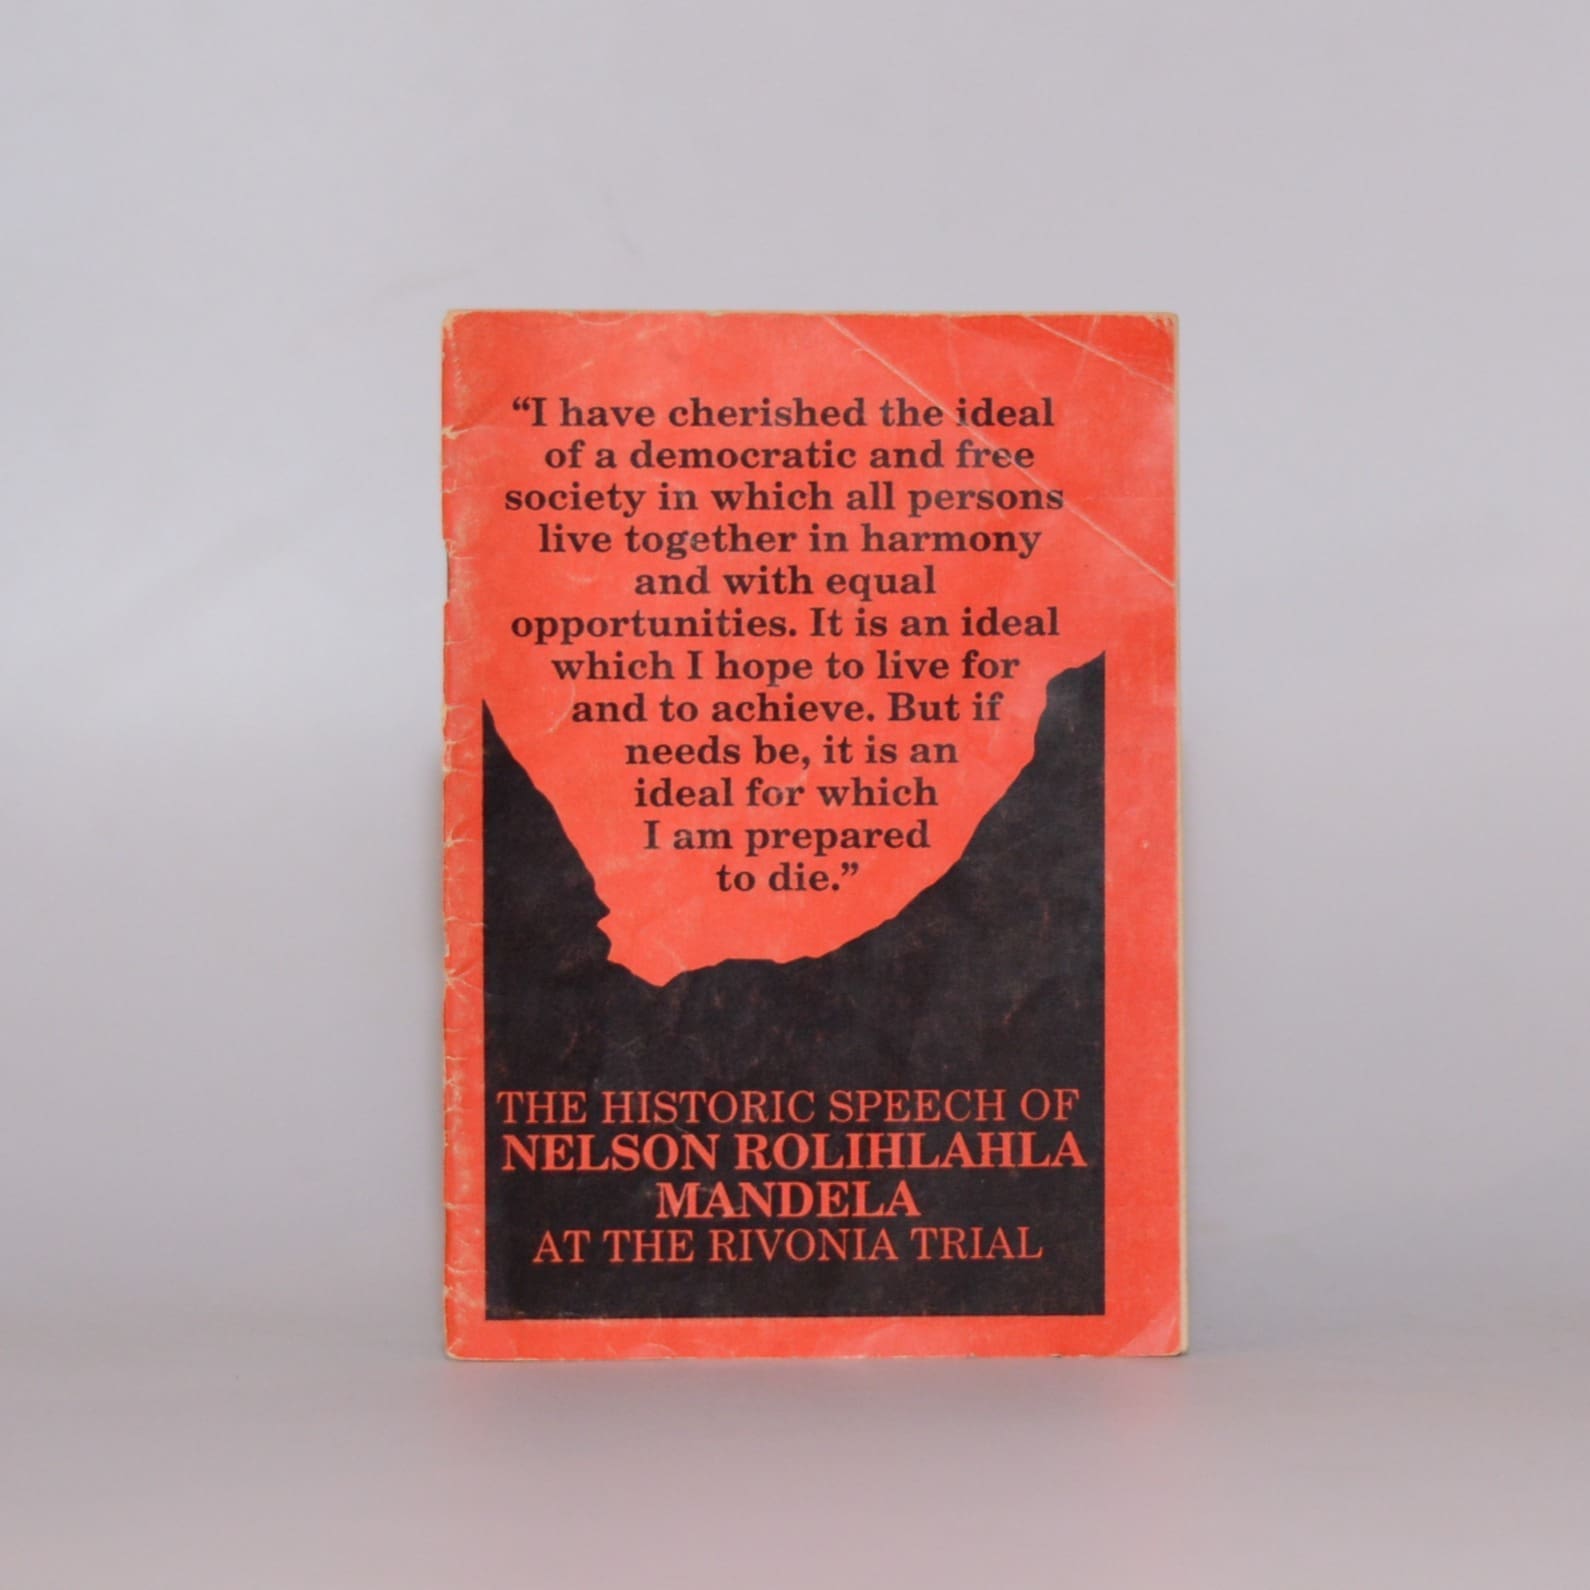 “I have cherished the ideal
of a democratic and free
society in which all persons
live together in harmony
and with equal
opportunities. It is an ideal
which I hope to live for
and to achieve. But if
needs be, it is an
ideal for which
I am prepared
to die.”
THE HISTORIC SPEECH OF
NELSON ROLIHLAHLA
MANDELA
AT THE RIVONIA TRIAL